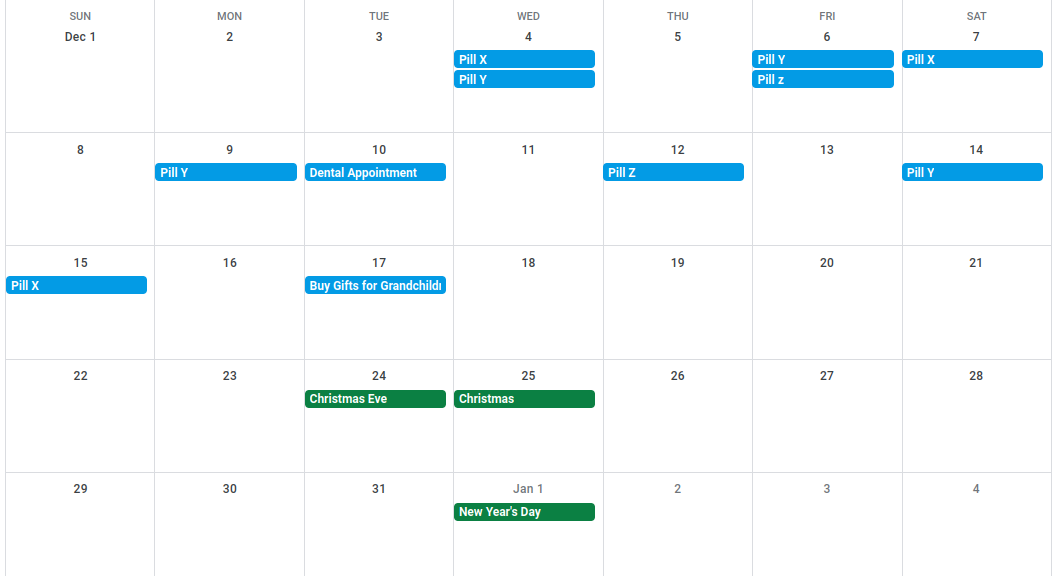 SUN MON TUE WED THU FRI SAT
Dec 1 2 3 4 5 6 7
Pill X Pill Y Pill X
Pill Y Pill z
8 9 10 11 12 13 14
Pill Y Dental Appointment Pill Z Pill Y
15 16 17 18 19 20 21
Pill X Buy Gifts for
22 23 24 25 26 27 28
Christmas Eve Christmas
29 30 31 Jan 1 2 3 4
New Year's Day